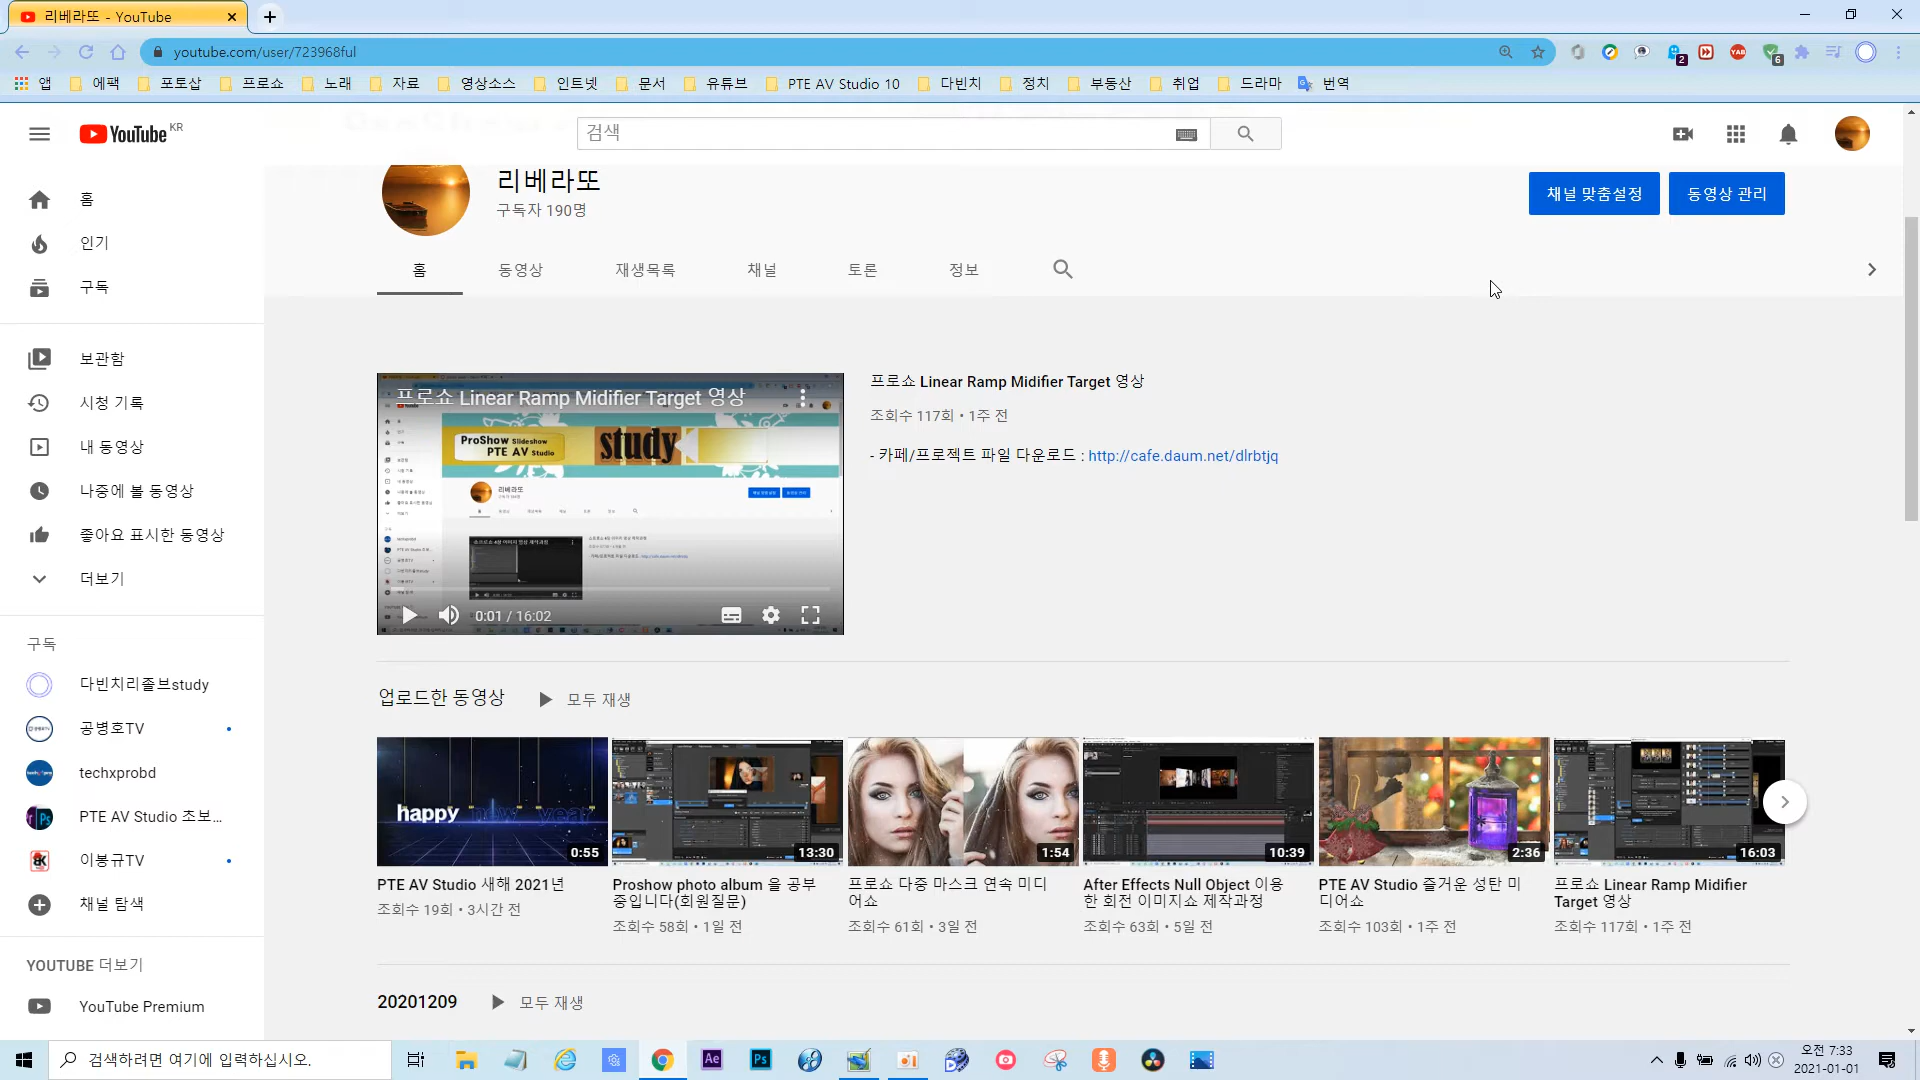 리베라또 - YouTube
youtube.com/user/723968ful
2
6
앱 에팩 포토샵 프로쇼 노래 자료 영상소스 인트넷 문서 유튜브 PTE AV Studio 10 다빈치 정치 부동산 취업 드라마 번역
YouTube KR
검색
홈
인기
구독
보관함
시청 기록
내 동영상
나중에 볼 동영상
좋아요 표시한 동영상
더보기
구독
다빈치리졸브study
공병호TV
techxprobd
PTE AV Studio 초보...
이봉규TV
채널 탐색
YOUTUBE 더보기
YouTube Premium
리베라또
구독자 190명
채널 맞춤설정
동영상 관리
홈 동영상 재생목록 채널 토론 정보
프로쇼 Linear Ramp Midifier Target 영상
ProShow Slideshow
PTE AV Studio
study
0:01 / 16:02
프로쇼 Linear Ramp Midifier Target 영상
조회수 117회 • 1주 전
- 카페/프로젝트 파일 다운로드 : http://cafe.daum.net/dlrbtjq
업로드한 동영상 모두 재생
happy new year
0:55
13:30
1:54
10:39
2:36
16:03
PTE AV Studio 새해 2021년
조회수 19회 • 3시간 전
Proshow photo album 을 공부
중입니다(회원질문)
조회수 58회 • 1일 전
프로쇼 다중 마스크 연속 미디
어쇼
조회수 61회 • 3일 전
After Effects Null Object 이용
한 회전 이미지쇼 제작과정
조회수 63회 • 5일 전
PTE AV Studio 즐거운 성탄 미
디어쇼
조회수 103회 • 1주 전
프로쇼 Linear Ramp Midifier
Target 영상
조회수 117회 • 1주 전
20201209 모두 재생
검색하려면 여기에 입력하십시오.
Ae
Ps
오전 7:33
2021-01-01